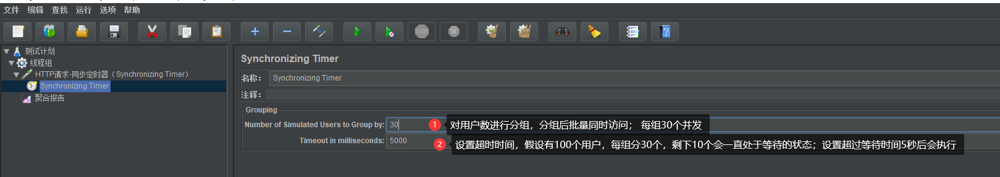 文件 编辑 查找 运行 选项 帮助
STOP
测试计划
线程组
HTTP请求-同步定时器（Synchronizing Timer）
Synchronizing Timer
聚合报告
Synchronizing Timer
名称： Synchronizing Timer
注释：
Grouping
Number of Simulated Users to Group by: 30
1 对用户数进行分组，分组后批量同时访问； 每组30个并发
Timeout in milliseconds: 5000
2 设置超时时间，假设有100个用户，每组分30个，剩下10个会一直处于等待的状态；设置超过等待时间5秒后会执行